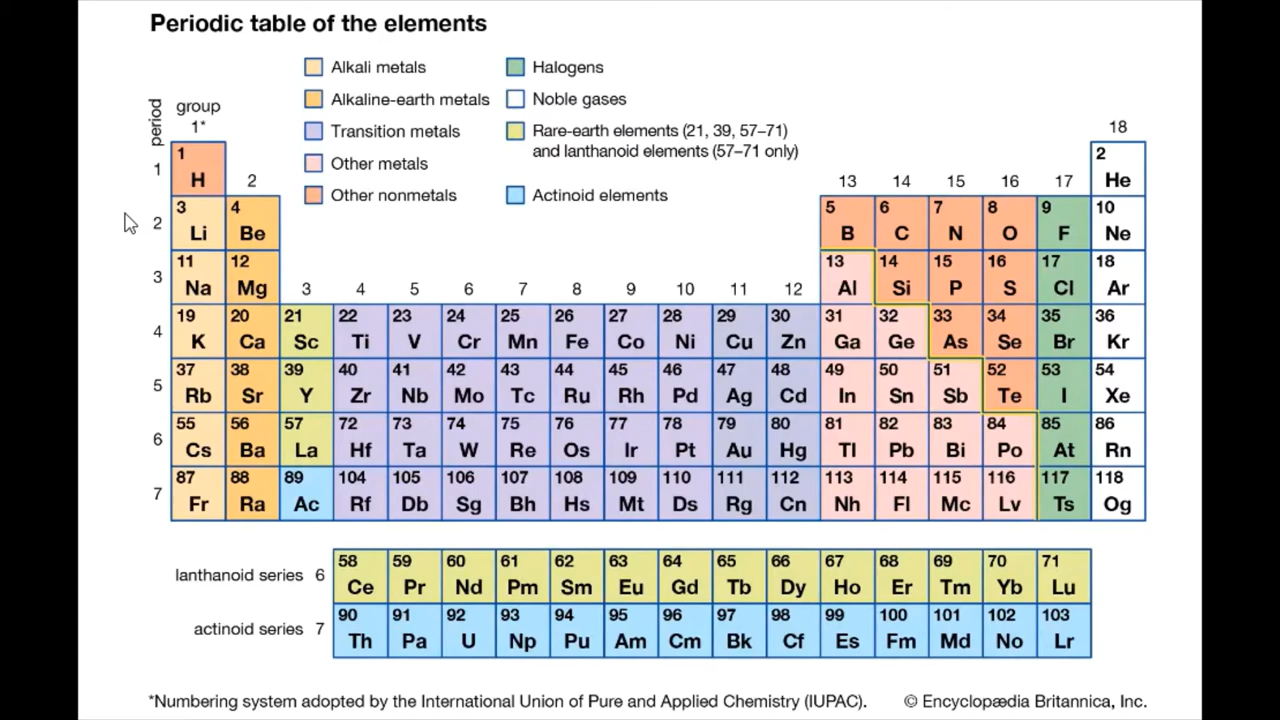 Periodic table of the elements
Alkali metals
Alkaline-earth metals
Transition metals
Other metals
Other nonmetals
Halogens
Noble gases
Rare-earth elements (21, 39, 57–71)
and lanthanoid elements (57–71 only)
Actinoid elements
period
group
1* 18
1 1 2
H 2 He
13 14 15 16 17
2 3 4 5 6 7 8 9 10
Li Be B C N O F Ne
3 11 12 13 14 15 16 17 18
Na Mg Al Si P S Cl Ar
3 4 5 6 7 8 9 10 11 12
4 19 20 21 22 23 24 25 26 27 28 29 30 31 32 33 34 35 36
K Ca Sc Ti V Cr Mn Fe Co Ni Cu Zn Ga Ge As Se Br Kr
5 37 38 39 40 41 42 43 44 45 46 47 48 49 50 51 52 53 54
Rb Sr Y Zr Nb Mo Tc Ru Rh Pd Ag Cd In Sn Sb Te I Xe
6 55 56 57 72 73 74 75 76 77 78 79 80 81 82 83 84 85 86
Cs Ba La Hf Ta W Re Os Ir Pt Au Hg Tl Pb Bi Po At Rn
7 87 88 89 104 105 106 107 108 109 110 111 112 113 114 115 116 117 118
Fr Ra Ac Rf Db Sg Bh Hs Mt Ds Rg Cn Nh Fl Mc Lv Ts Og
lanthanoid series 6 58 59 60 61 62 63 64 65 66 67 68 69 70 71
Ce Pr Nd Pm Sm Eu Gd Tb Dy Ho Er Tm Yb Lu
actinoid series 7 90 91 92 93 94 95 96 97 98 99 100 101 102 103
Th Pa U Np Pu Am Cm Bk Cf Es Fm Md No Lr
*Numbering system adopted by the International Union of Pure and Applied Chemistry (IUPAC). © Encyclopædia Britannica, Inc.